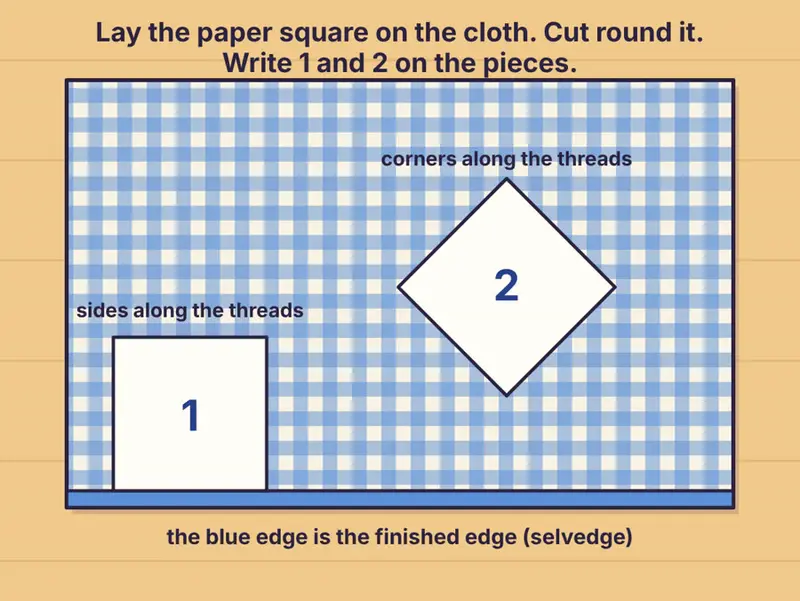 Lay the paper square on the cloth. Cut round it.
Write 1 and 2 on the pieces.
corners along the threads
2
sides along the threads
1
the blue edge is the finished edge (selvedge)